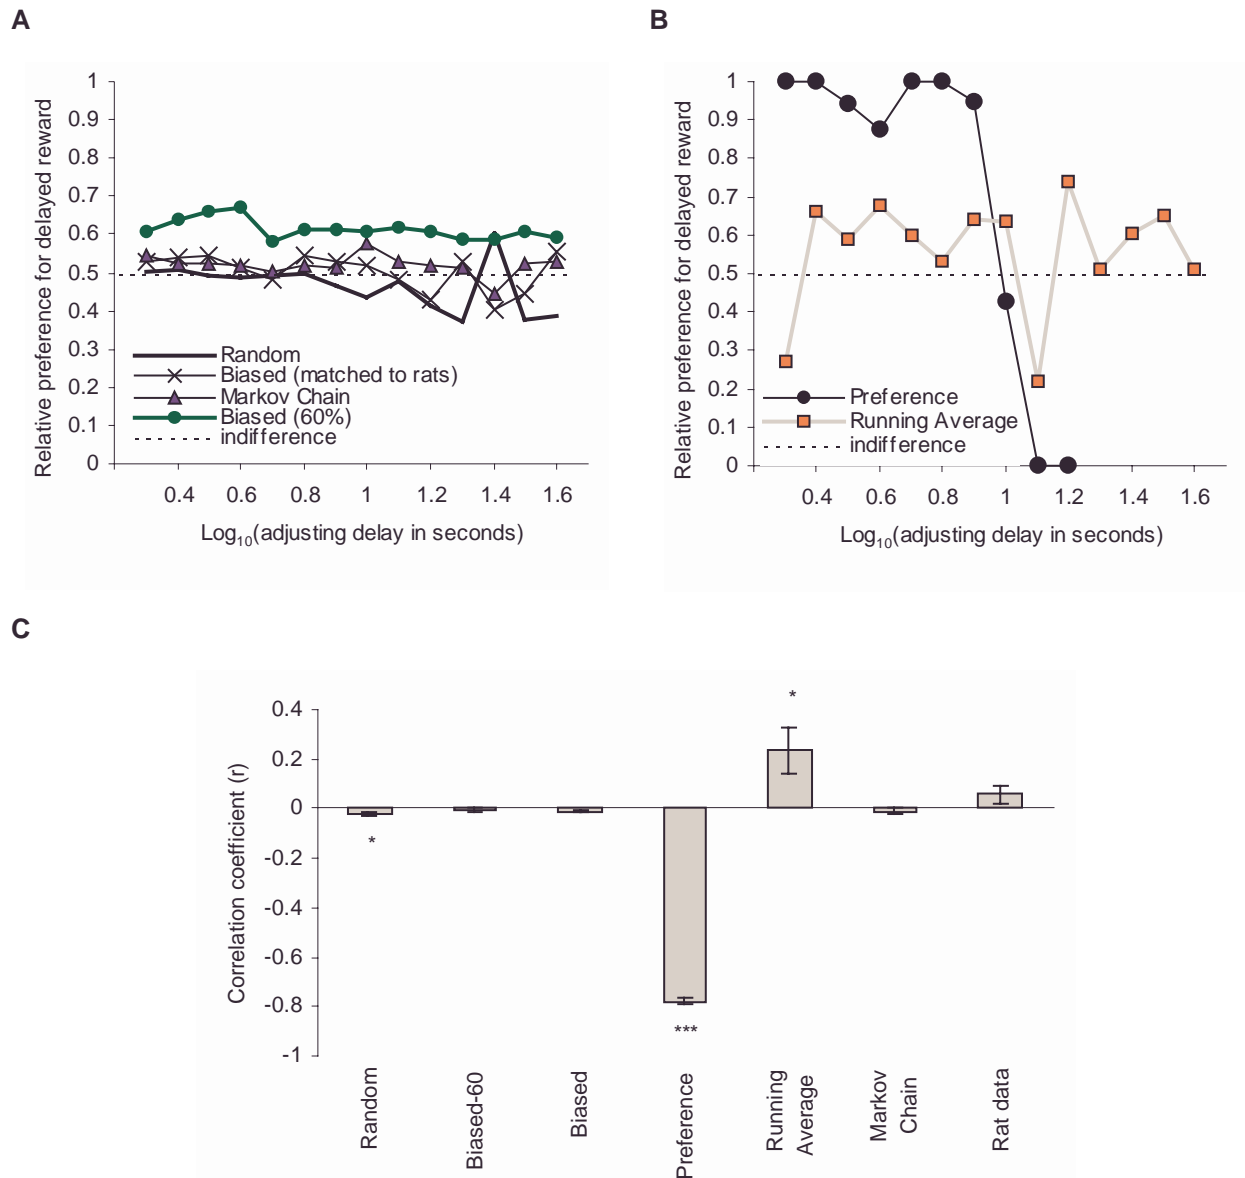 A
Relative preference for delayed reward
1
0.9
0.8
0.7
0.6
0.5
0.4
0.3
0.2
0.1
0
Random
Biased (matched to rats)
Markov Chain
Biased (60%)
indifference
0.4 0.6 0.8 1 1.2 1.4 1.6
Log10(adjusting delay in seconds)
B
Relative preference for delayed reward
1
0.9
0.8
0.7
0.6
0.5
0.4
0.3
0.2
0.1
0
Preference
Running Average
indifference
0.4 0.6 0.8 1 1.2 1.4 1.6
Log10(adjusting delay in seconds)
C
Correlation coefficient (r)
0.4
0.2
0
-0.2
-0.4
-0.6
-0.8
-1
*
***
*
Random
Biased-60
Biased
Preference
Running
Average
Markov
Chain
Rat data